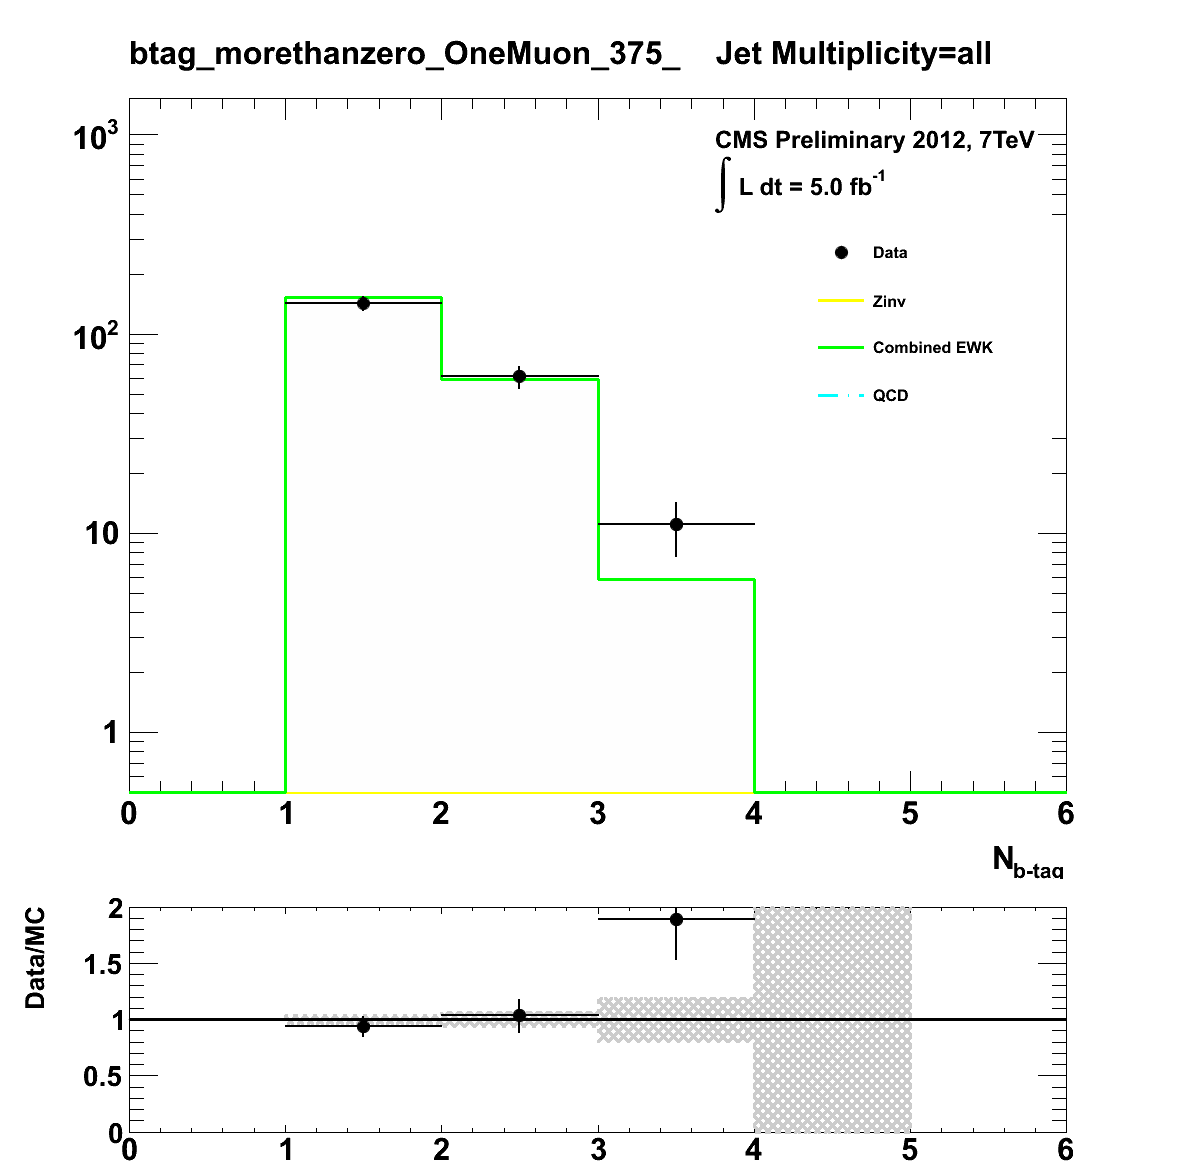 btag_morethanzero_OneMuon_375_ Jet Multiplicity=all
CMS Preliminary 2012, 7TeV
∫ L dt = 5.0 fb⁻¹
Data
Zinv
Combined EWK
QCD
10³
10²
10
1
0 1 2 3 4 5 6
N b-tag
Data/MC
2
1.5
1
0.5
0
0 1 2 3 4 5 6